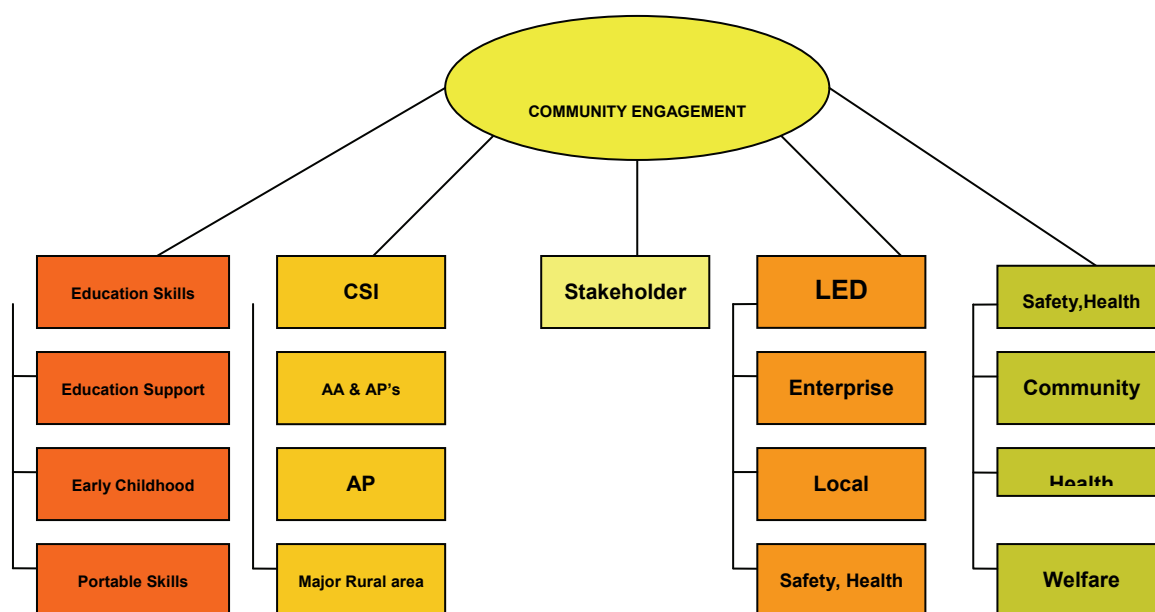 COMMUNITY ENGAGEMENT
Education Skills
CSI
Stakeholder
LED
Safety,Health
Education Support
AA & AP’s
Enterprise
Community
Early Childhood
AP
Local
Health
Portable Skills
Major Rural area
Safety, Health
Welfare